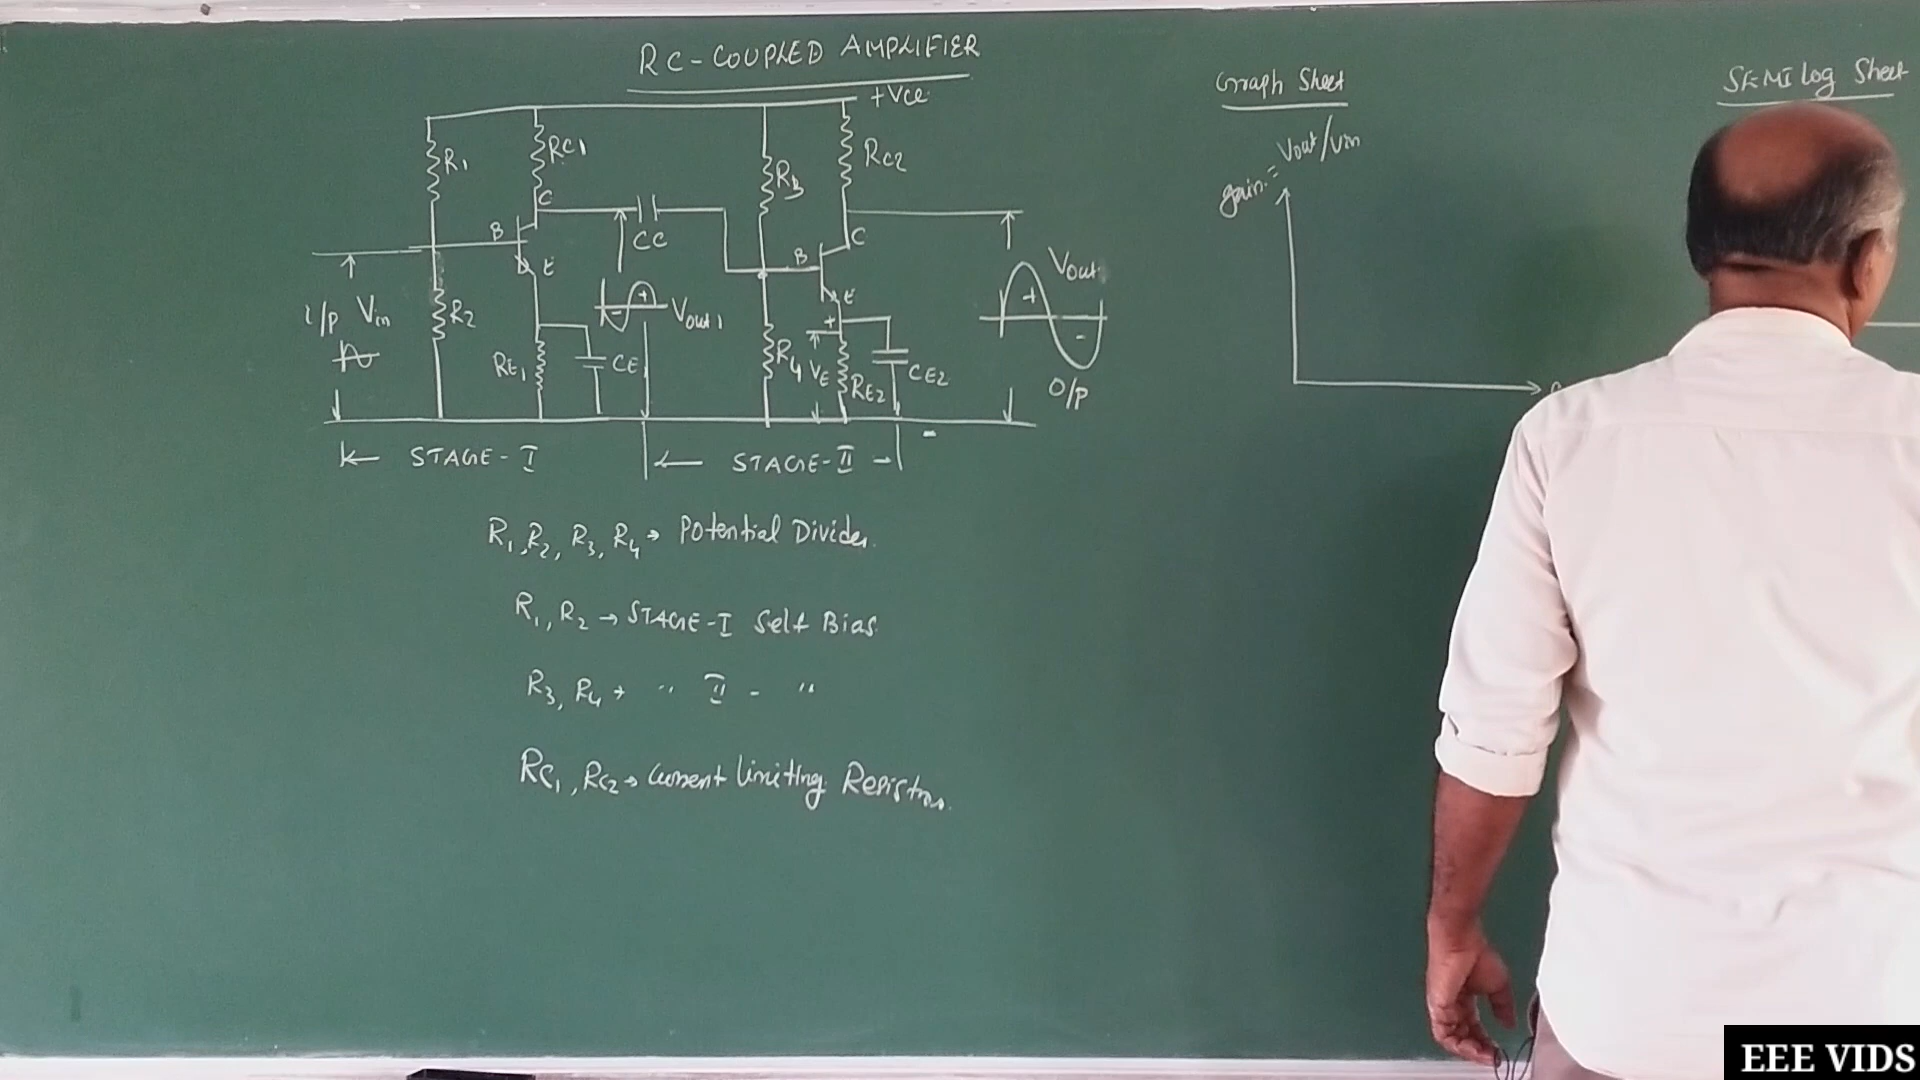 RC-COUPLED AMPLIFIER
+Vcc
R1
RC1
R3
RC2
C
CC
B
E
C
B
E
i/p Vin
R2
RE1
CE1
+ -
Vout1
R4
+
VE
RE2
CE2
-
+ -
Vout
O/P
STAGE-I
STAGE-II
R1, R2, R3, R4 → Potential Divider.
R1, R2 → STAGE-I Self Bias.
R3, R4 → " II - "
RC1, RC2 → Current limiting Resistors.
Graph Sheet
gain = Vout/Vin
SEMI log Sheet
EEE VIDS